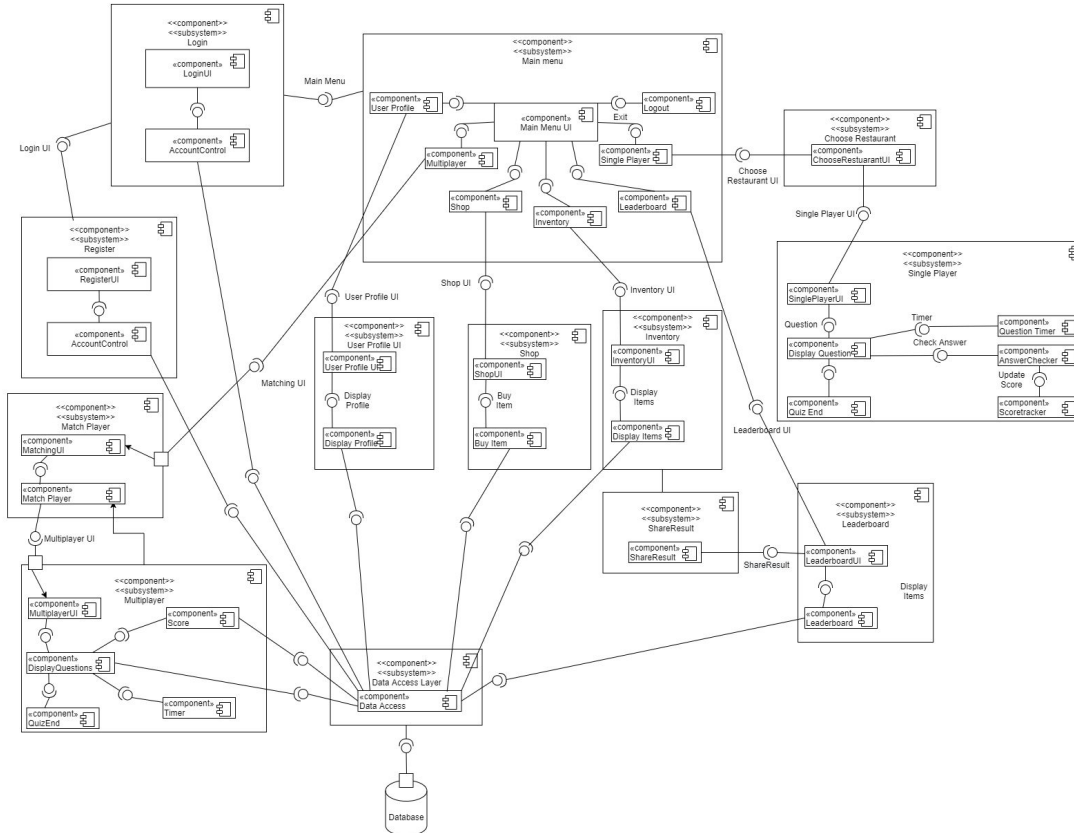 <<component>>
<<subsystem>>
Login
«component»
LoginUI
«component»
AccountControl
Main Menu
Login UI
<<component>>
<<subsystem>>
Main menu
«component»
User Profile
«component»
Main Menu UI
«component»
Logout
Exit
«component»
Multiplayer
«component»
Single Player
«component»
Shop
«component»
Inventory
«component»
Leaderboard
<<component>>
<<subsystem>>
Choose Restaurant
«component»
ChooseRestuarantUI
Choose
Restaurant UI
Single Player UI
<<component>>
<<subsystem>>
Register
«component»
RegisterUI
«component»
AccountControl
<<component>>
<<subsystem>>
Single Player
«component»
SinglePlayerUI
Question
Timer
«component»
Question Timer
Check Answer
«component»
Display Question
«component»
AnswerChecker
Update
Score
«component»
Quiz End
«component»
Scoretracker
User Profile UI
Shop UI
Inventory UI
Matching UI
Leaderboard UI
<<component>>
<<subsystem>>
User Profile UI
«component»
User Profile UI
Display
Profile
«component»
Display Profile
<<component>>
<<subsystem>>
Shop
«component»
ShopUI
Buy
Item
«component»
Buy Item
<<component>>
<<subsystem>>
Inventory
«component»
InventoryUI
Display
Items
«component»
Display Items
<<component>>
<<subsystem>>
Match Player
«component»
MatchingUI
«component»
Match Player
Multiplayer UI
<<component>>
<<subsystem>>
ShareResult
«component»
ShareResult
ShareResult
<<component>>
<<subsystem>>
Leaderboard
«component»
LeaderboardUI
Display
Items
«component»
Leaderboard
<<component>>
<<subsystem>>
Multiplayer
«component»
MultiplayerUI
«component»
Score
«component»
DisplayQuestions
«component»
QuizEnd
«component»
Timer
<<component>>
<<subsystem>>
Data Access Layer
«component»
Data Access
Database